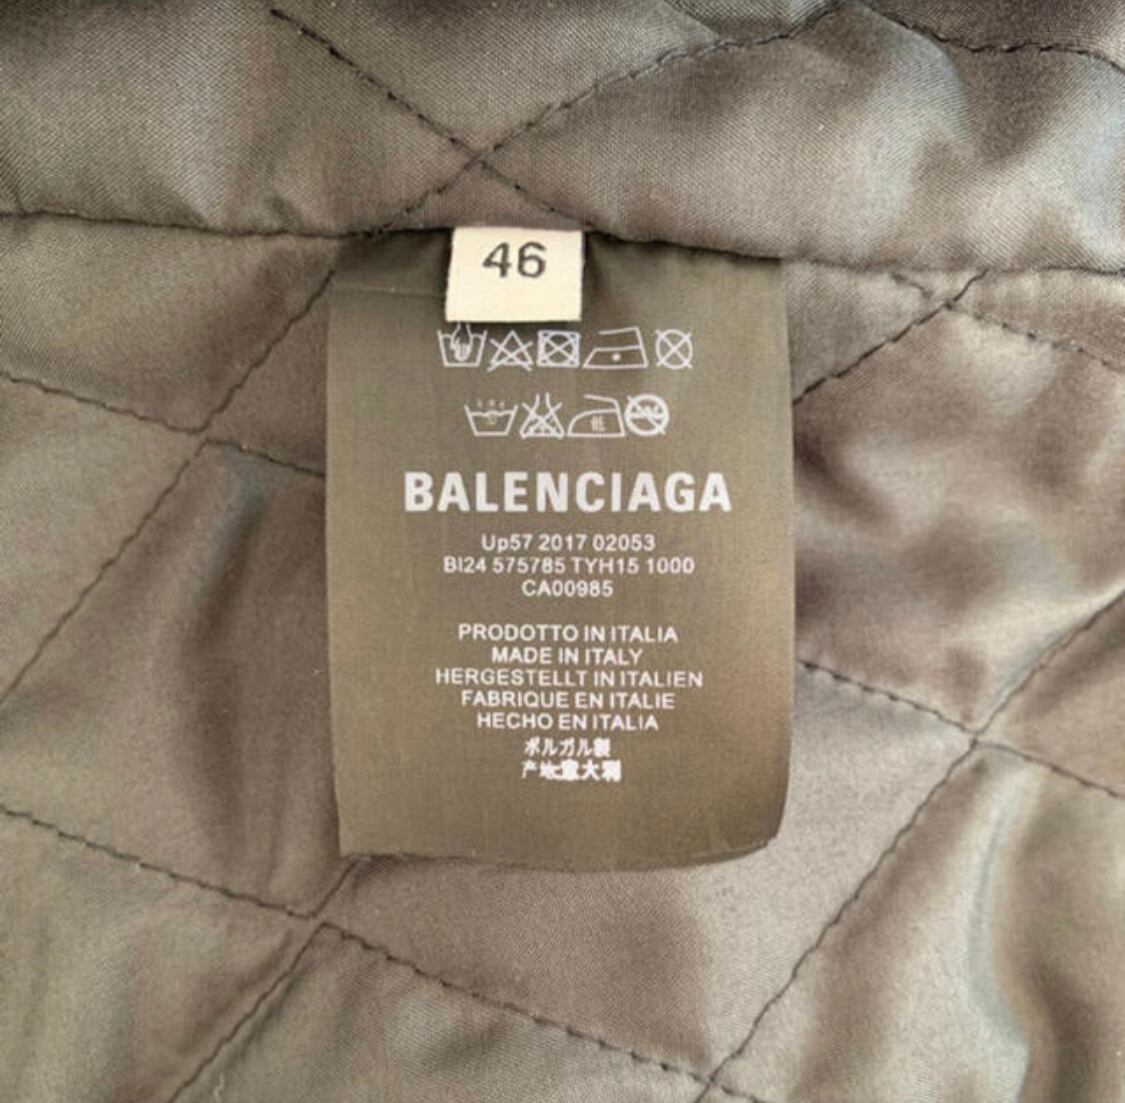 46
BALENCIAGA
Up57 2017 02053
BI24 575785 TYH15 1000
CA00985
PRODOTTO IN ITALIA
MADE IN ITALY
HERGESTELLT IN ITALIEN
FABRIQUE EN ITALIE
HECHO EN ITALIA
ポルガル製
产地意大利